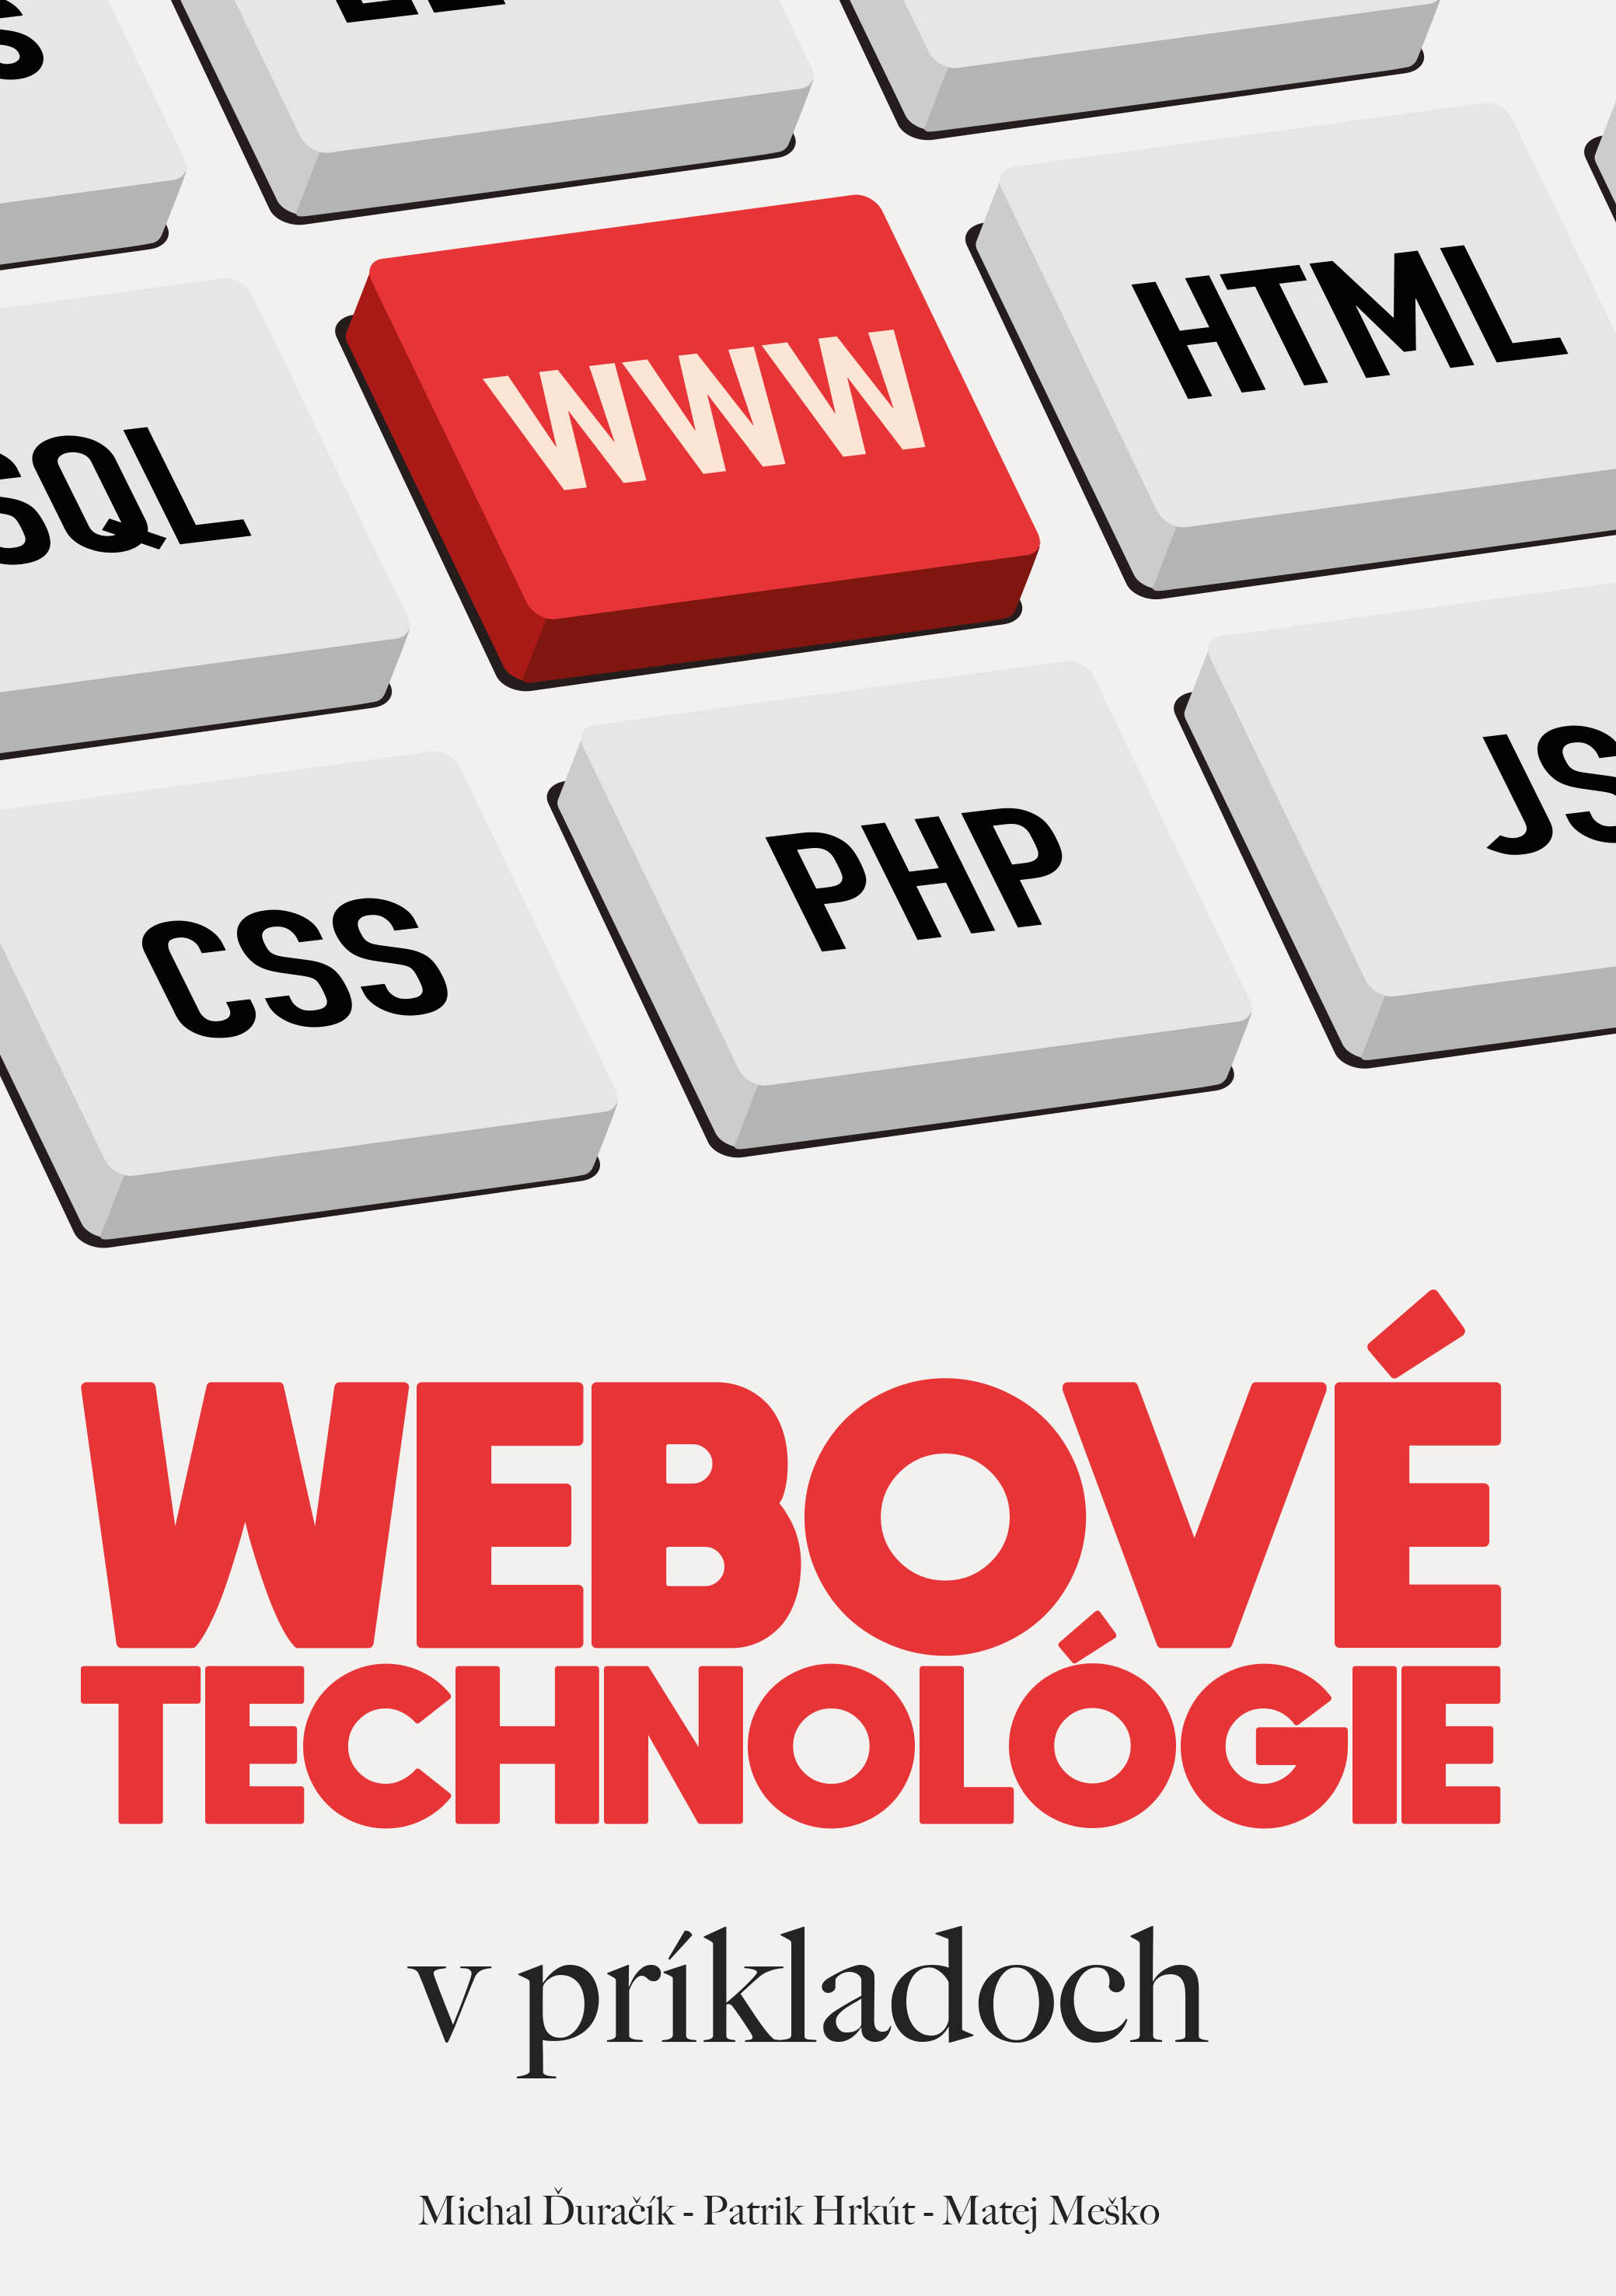 WWW
HTML
SQL
CSS
PHP
JS
WEBOVÉ
TECHNOLÓGIE
v príkladoch
Michal Ďuračík - Patrik Hrkút - Matej Meško